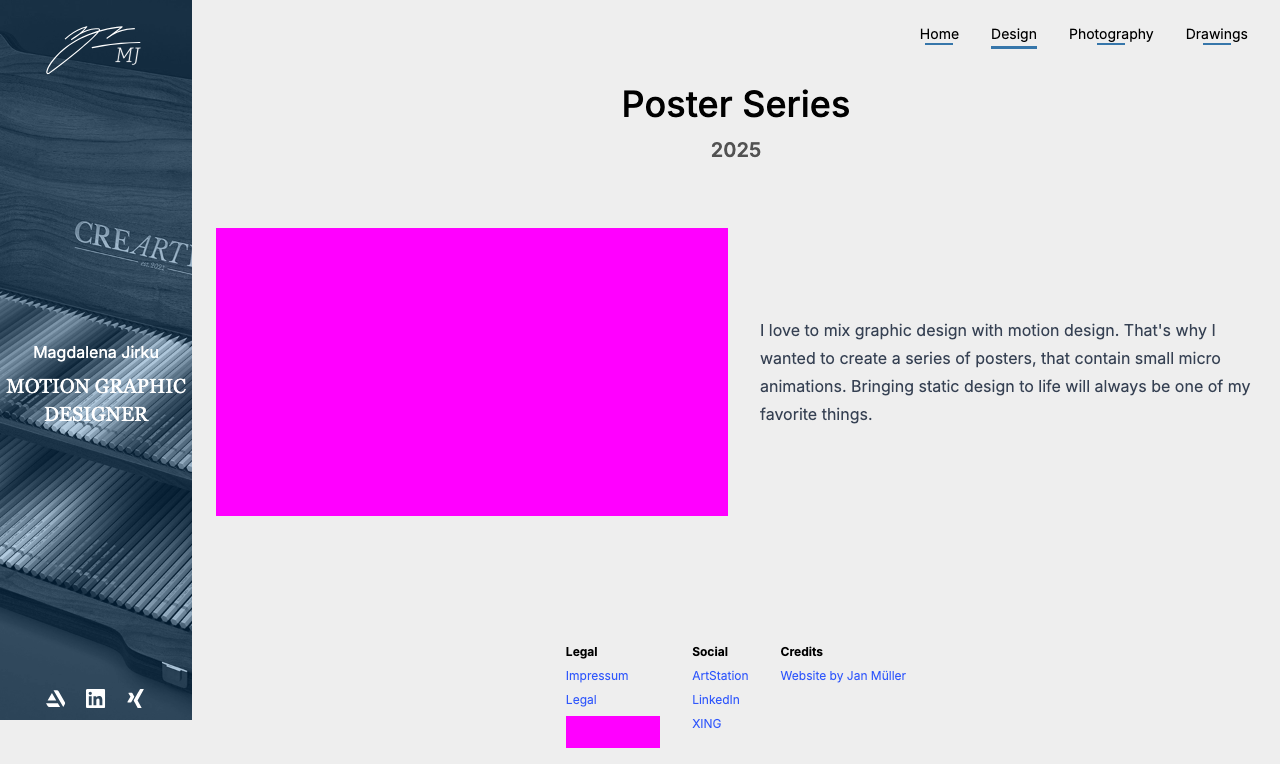 MJ
CREART
est. 2021
Magdalena Jirku
MOTION GRAPHIC
DESIGNER
Home
Design
Photography
Drawings
Poster Series
2025
I love to mix graphic design with motion design. That's why I
wanted to create a series of posters, that contain small micro
animations. Bringing static design to life will always be one of my
favorite things.
Legal
Impressum
Legal
Social
ArtStation
LinkedIn
XING
Credits
Website by Jan Müller